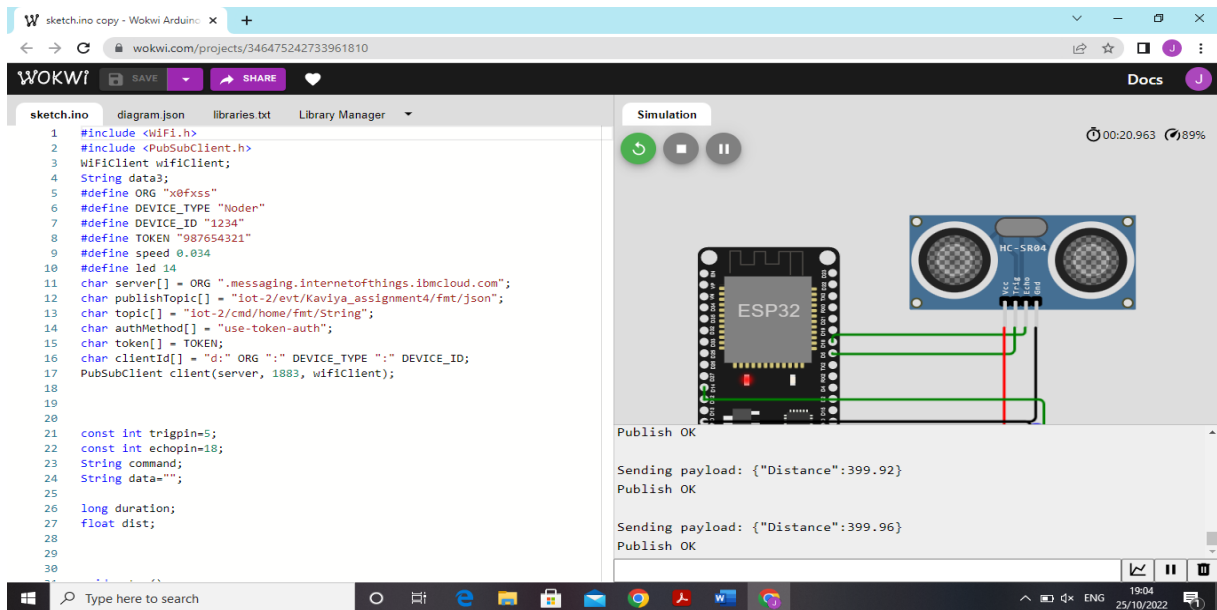 sketch.ino copy - Wokwi Arduino
wokwi.com/projects/346475242733961810
J
WOKWi
SAVE
SHARE
Docs
J
sketch.ino
diagram.json
libraries.txt
Library Manager
1 #include <WiFi.h>
2 #include <PubSubClient.h>
3 WiFiClient wifiClient;
4 String data3;
5 #define ORG "x0fxss"
6 #define DEVICE_TYPE "Noder"
7 #define DEVICE_ID "1234"
8 #define TOKEN "987654321"
9 #define speed 0.034
10 #define led 14
11 char server[] = ORG ".messaging.internetofthings.ibmcloud.com";
12 char publishTopic[] = "iot-2/evt/Kaviya_assignment4/fmt/json";
13 char topic[] = "iot-2/cmd/home/fmt/String";
14 char authMethod[] = "use-token-auth";
15 char token[] = TOKEN;
16 char clientId[] = "d:" ORG ":" DEVICE_TYPE ":" DEVICE_ID;
17 PubSubClient client(server, 1883, wifiClient);
18
19
20
21 const int trigpin=5;
22 const int echopin=18;
23 String command;
24 String data="";
25
26 long duration;
27 float dist;
28
29
30
Simulation
00:20.963
89%
HC-SR04
Vcc
Trig
Echo
Gnd
ESP32
Publish OK
Sending payload: {"Distance":399.92}
Publish OK
Sending payload: {"Distance":399.96}
Publish OK
Type here to search
ENG
19:04
25/10/2022